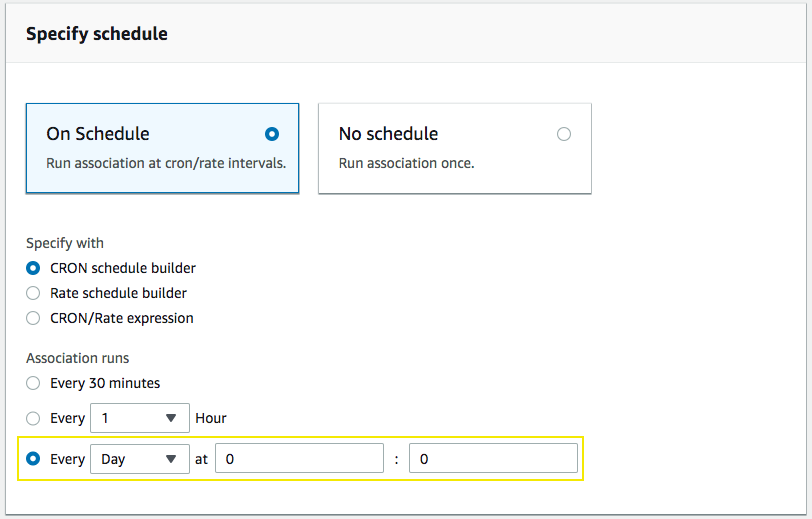 Specify schedule
On Schedule
Run association at cron/rate intervals.
No schedule
Run association once.
Specify with
CRON schedule builder
Rate schedule builder
CRON/Rate expression
Association runs
Every 30 minutes
Every 1 Hour
Every Day at 0 : 0